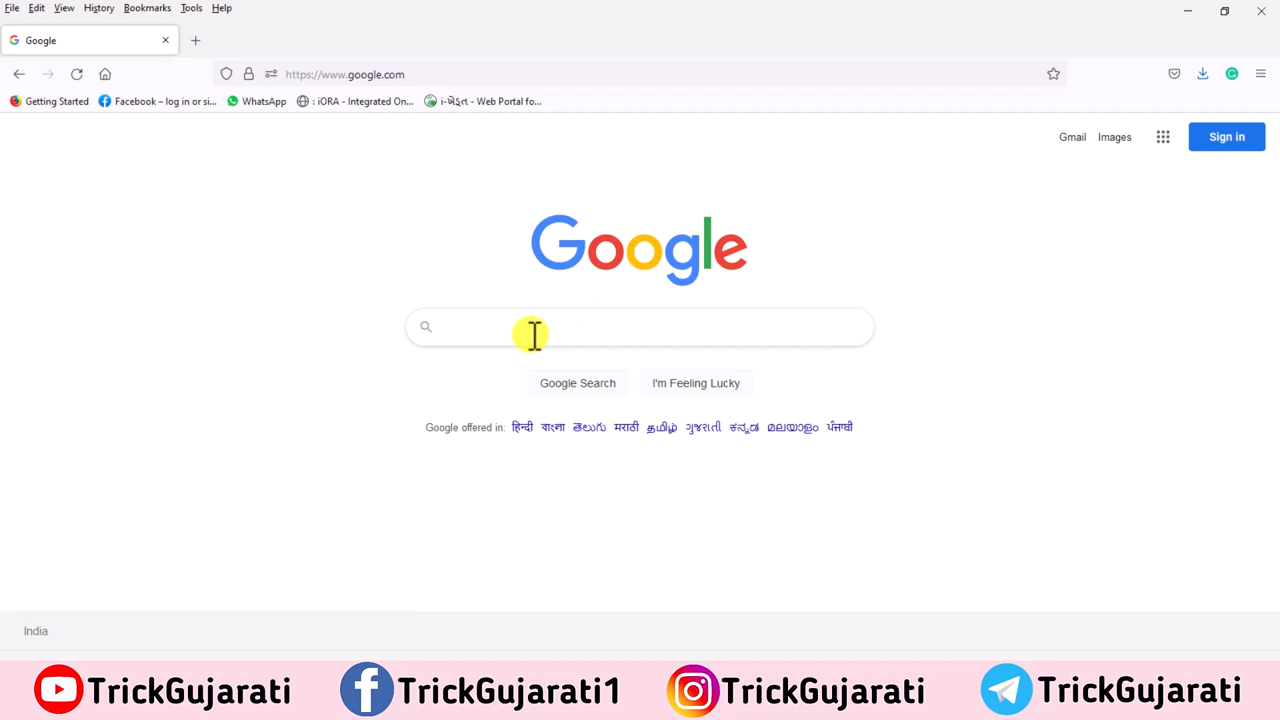 File Edit View History Bookmarks Tools Help
Google
https://www.google.com
Getting Started Facebook – log in or si... WhatsApp : iORA - Integrated On... i-ખેડૂત - Web Portal fo...
Gmail Images Sign in
Google
Google Search I'm Feeling Lucky
Google offered in: हिन्दी বাংলা తెలుగు मराठी தமிழ் ગુજરાતી ಕನ್ನಡ മലയാളം ਪੰਜਾਬੀ
India
TrickGujarati TrickGujarati1 TrickGujarati TrickGujarati